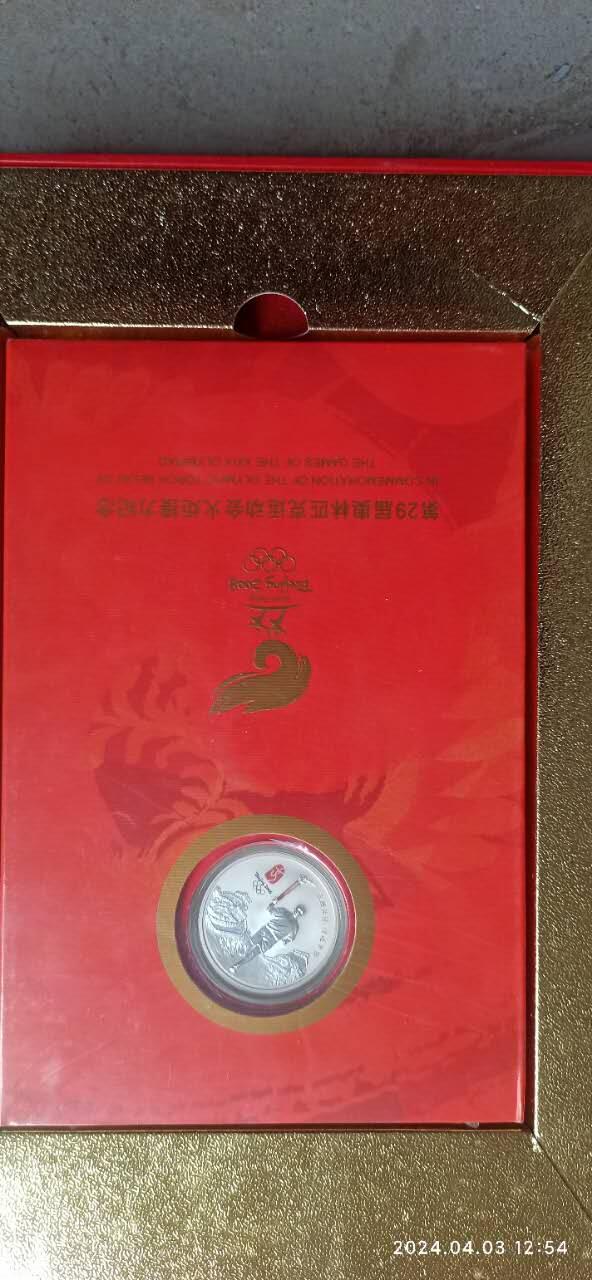 第29届奥林匹克运动会火炬接力纪念
IN COMMEMORATION OF THE OLYMPIC TORCH RELAY OF
THE GAMES OF THE XXIX OLYMPIAD
Beijing 2008
2024.04.03 12:54